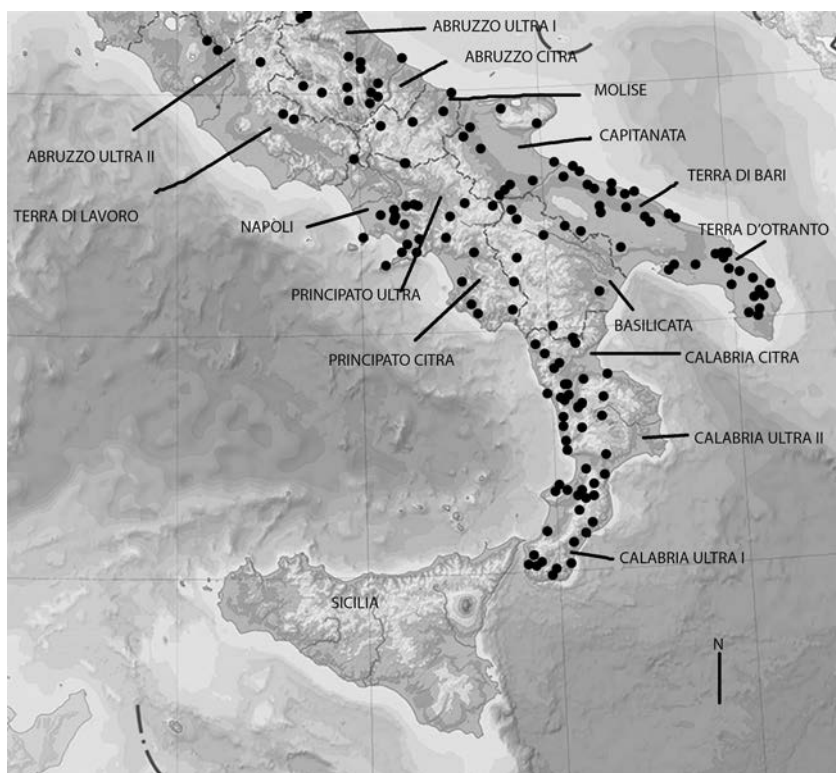 ABRUZZO ULTRA I
ABRUZZO CITRA
MOLISE
CAPITANATA
ABRUZZO ULTRA II
TERRA DI BARI
TERRA DI LAVORO
NAPOLI
TERRA D'OTRANTO
PRINCIPATO ULTRA
BASILICATA
PRINCIPATO CITRA
CALABRIA CITRA
CALABRIA ULTRA II
CALABRIA ULTRA I
SICILIA
N